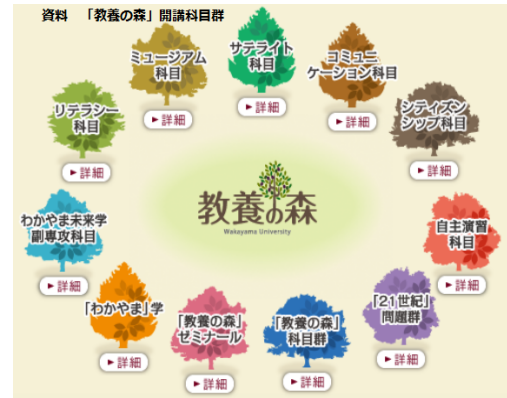 資料　「教養の森」開講科目群
ミュージアム
科目
▶詳細
サテライト
科目
▶詳細
コミュニ
ケーション科目
▶詳細
リテラシー
科目
▶詳細
シティズン
シップ科目
▶詳細
教養の森
Wakayama University
わかやま未来学
副専攻科目
▶詳細
自主演習
科目
▶詳細
「わかやま」学
▶詳細
「教養の森」
ゼミナール
▶詳細
「教養の森」
科目群
▶詳細
「21世紀」
問題群
▶詳細